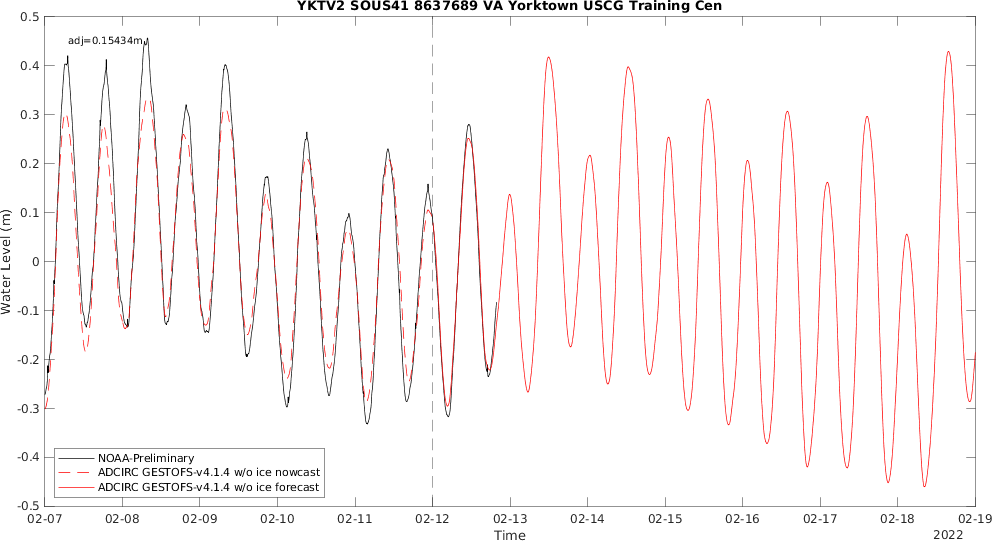 YKTV2 SOUS41 8637689 VA Yorktown USCG Training Cen
adj=0.15434m
0.5
0.4
0.3
0.2
0.1
0
-0.1
-0.2
-0.3
-0.4
-0.5
Water Level (m)
NOAA-Preliminary
ADCIRC GESTOFS-v4.1.4 w/o ice nowcast
ADCIRC GESTOFS-v4.1.4 w/o ice forecast
02-07 02-08 02-09 02-10 02-11 02-12 02-13 02-14 02-15 02-16 02-17 02-18 02-19
Time
2022